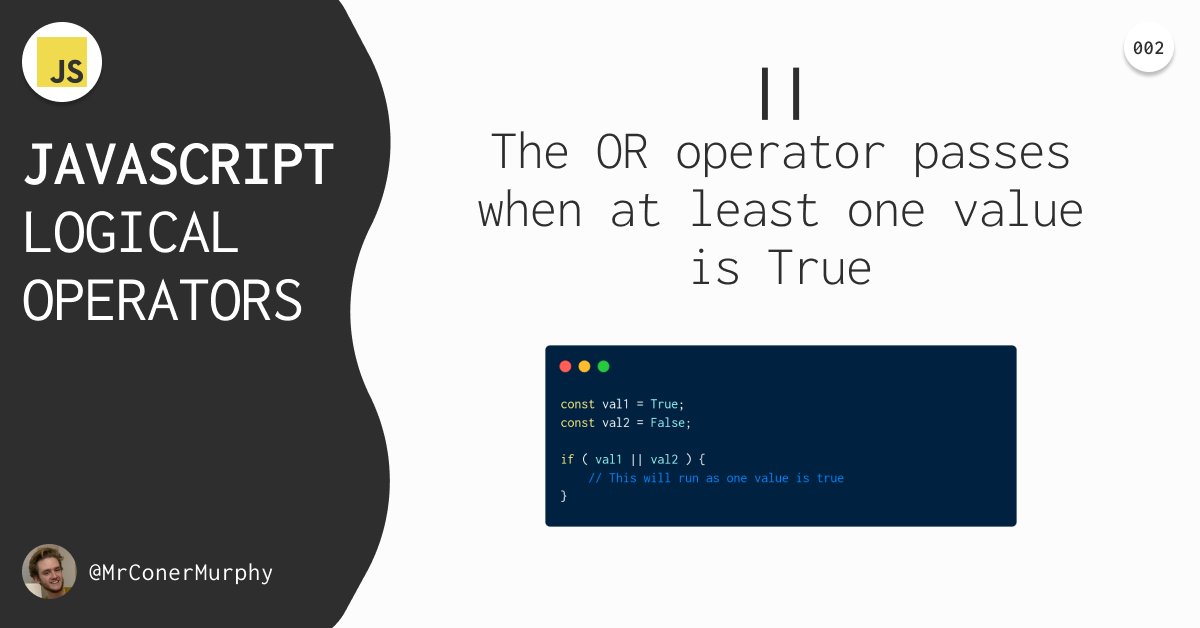 JS
JAVASCRIPT
LOGICAL
OPERATORS
@MrConerMurphy
002
||
The OR operator passes
when at least one value
is True
const val1 = True;
const val2 = False;
if ( val1 || val2 ) {
// This will run as one value is true
}